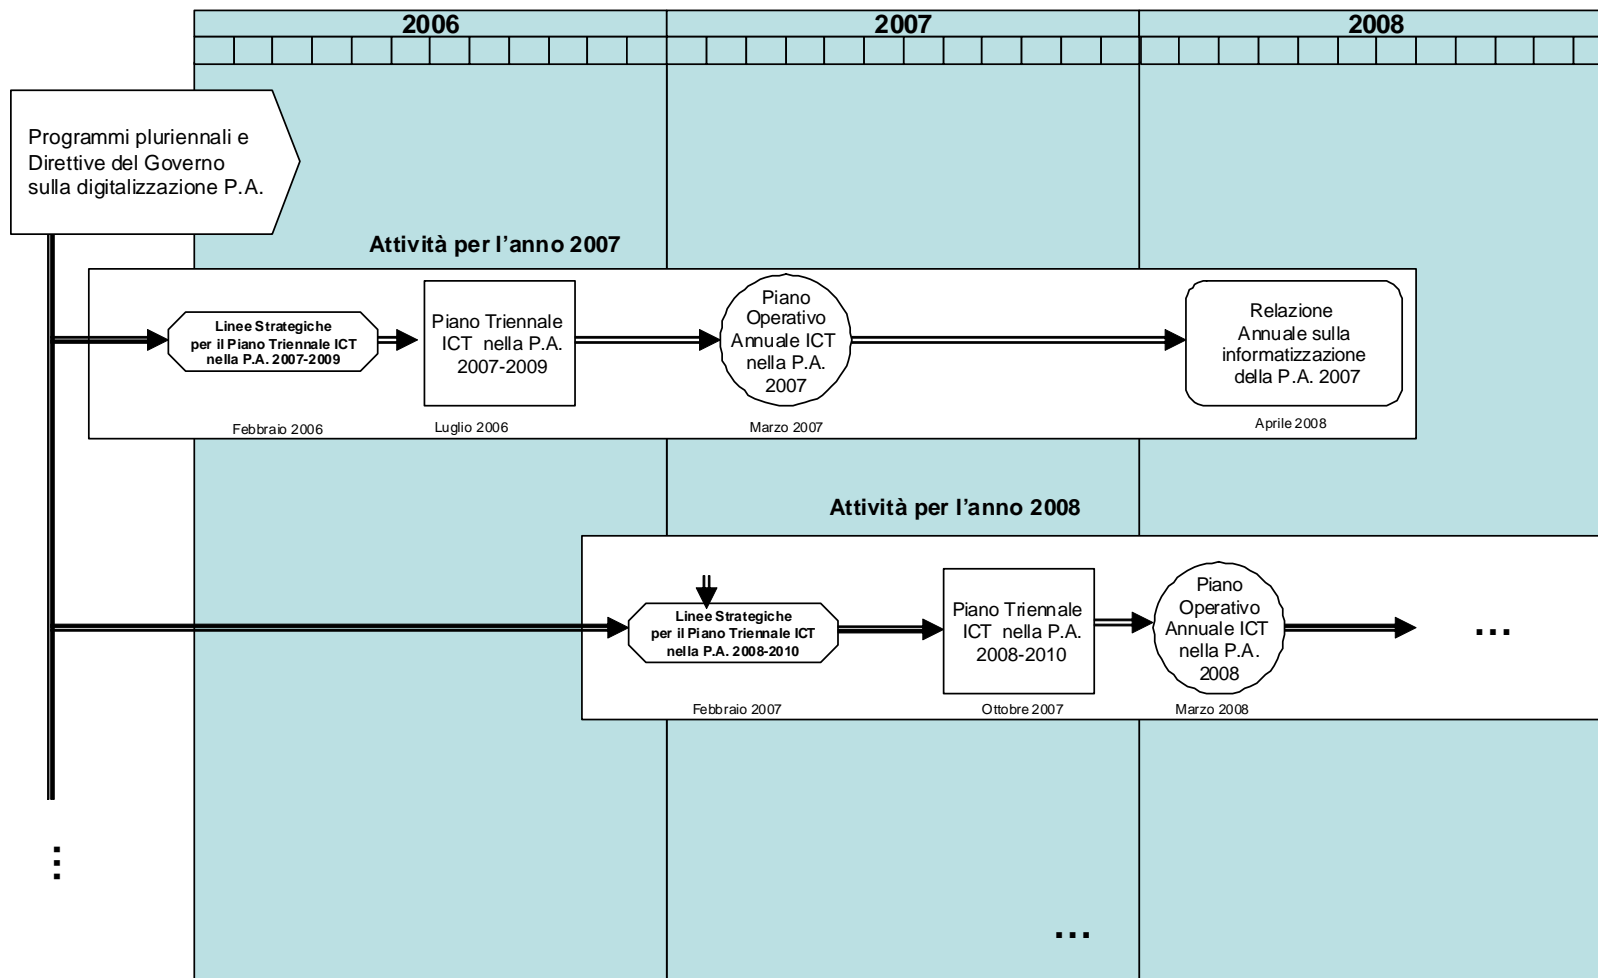 2006
2007
2008
Programmi pluriennali e
Direttive del Governo
sulla digitalizzazione P.A.
Attività per l'anno 2007
Linee Strategiche
per il Piano Triennale ICT
nella P.A. 2007-2009
Febbraio 2006
Piano Triennale
ICT nella P.A.
2007-2009
Luglio 2006
Piano
Operativo
Annuale ICT
nella P.A.
2007
Marzo 2007
Relazione
Annuale sulla
informatizzazione
della P.A. 2007
Aprile 2008
Attività per l'anno 2008
Linee Strategiche
per il Piano Triennale ICT
nella P.A. 2008-2010
Febbraio 2007
Piano Triennale
ICT nella P.A.
2008-2010
Ottobre 2007
Piano
Operativo
Annuale ICT
nella P.A.
2008
Marzo 2008
...
...
...